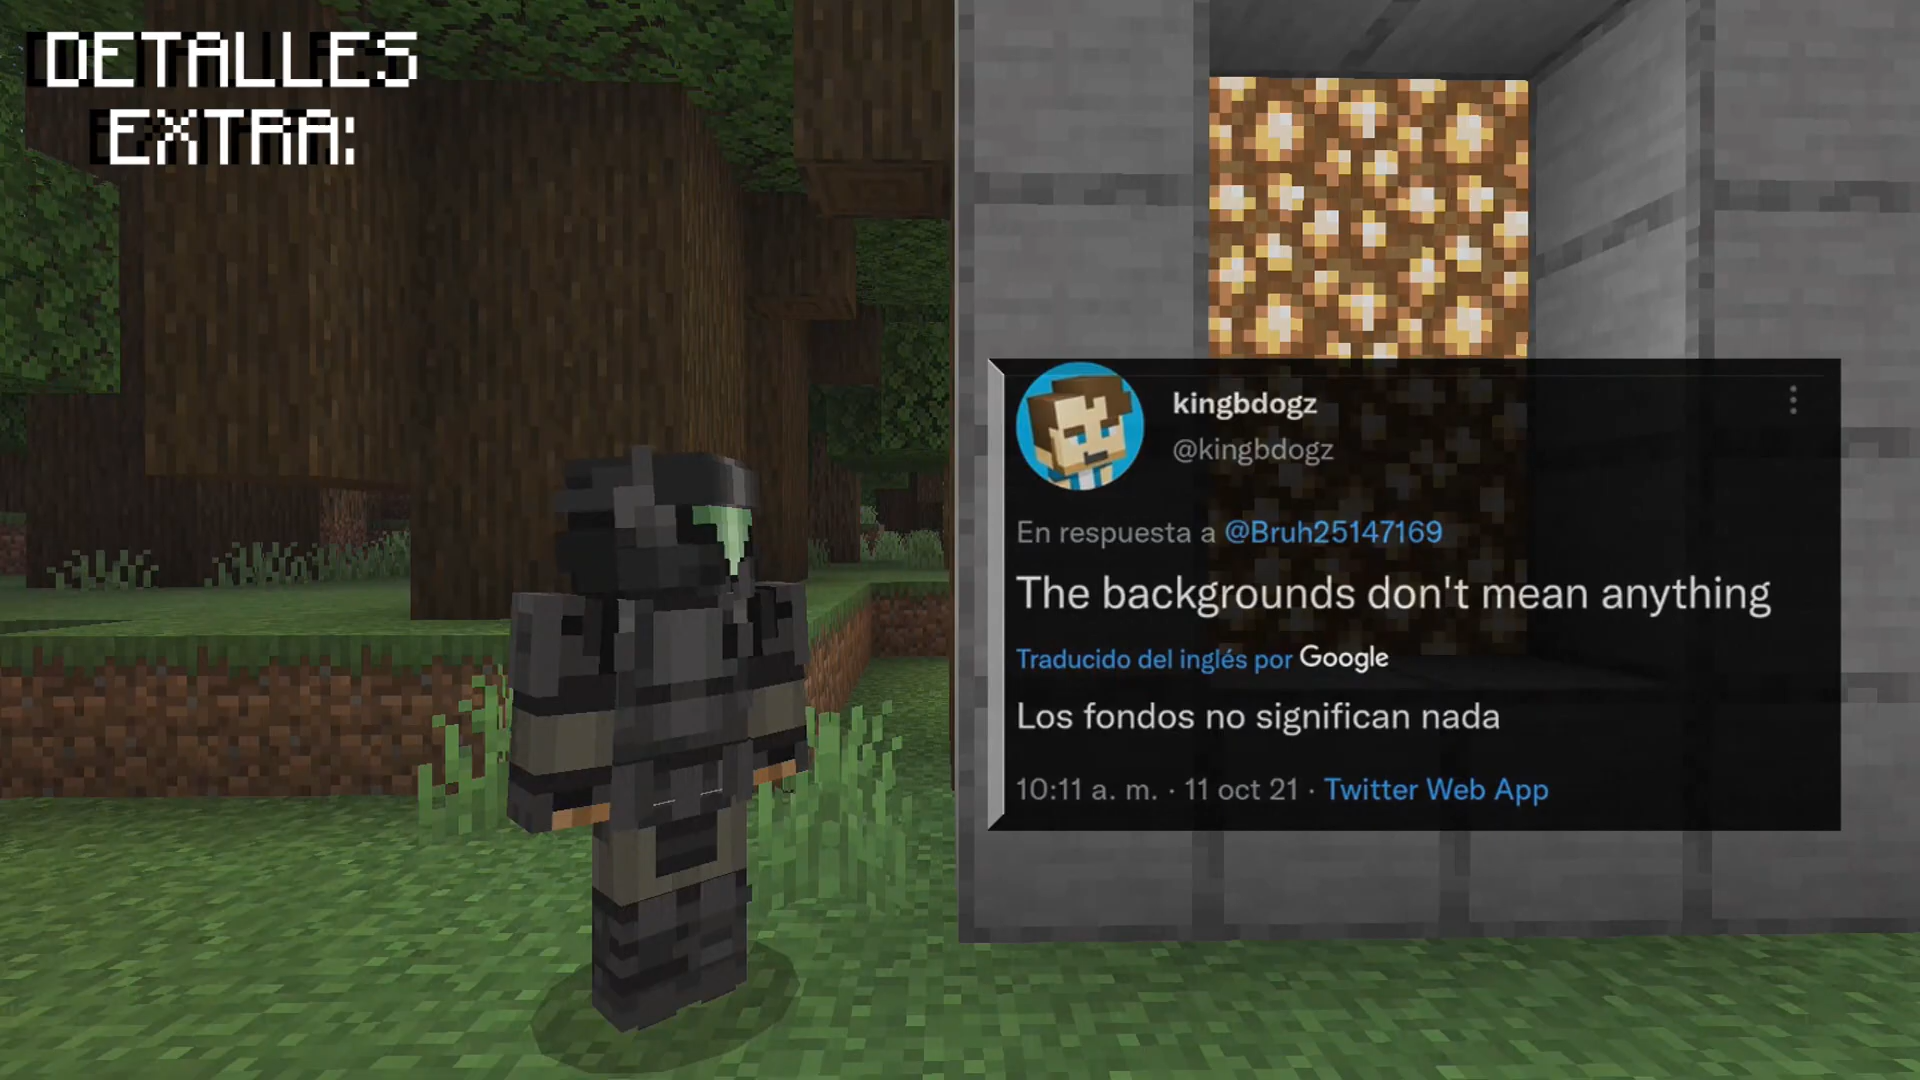 DETALLES
EXTRA:
kingbdogz
@kingbdogz
En respuesta a @Bruh25147169
The backgrounds don't mean anything
Traducido del inglés por Google
Los fondos no significan nada
10:11 a. m. · 11 oct 21 · Twitter Web App